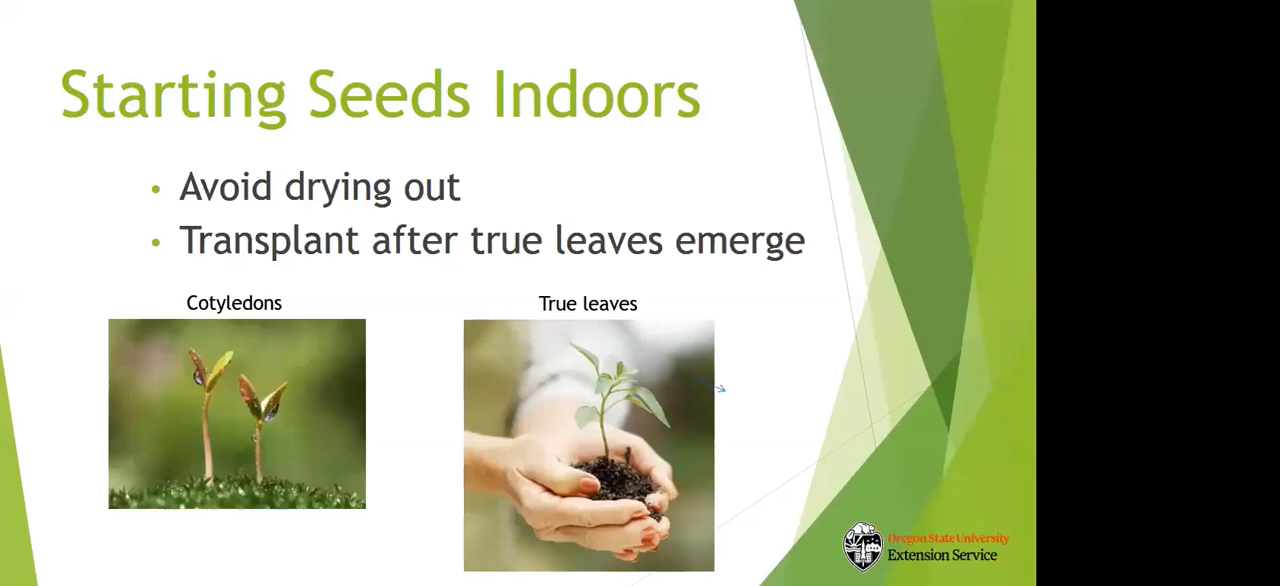 Starting Seeds Indoors
• Avoid drying out
• Transplant after true leaves emerge
Cotyledons
True leaves
Oregon State University
Extension Service